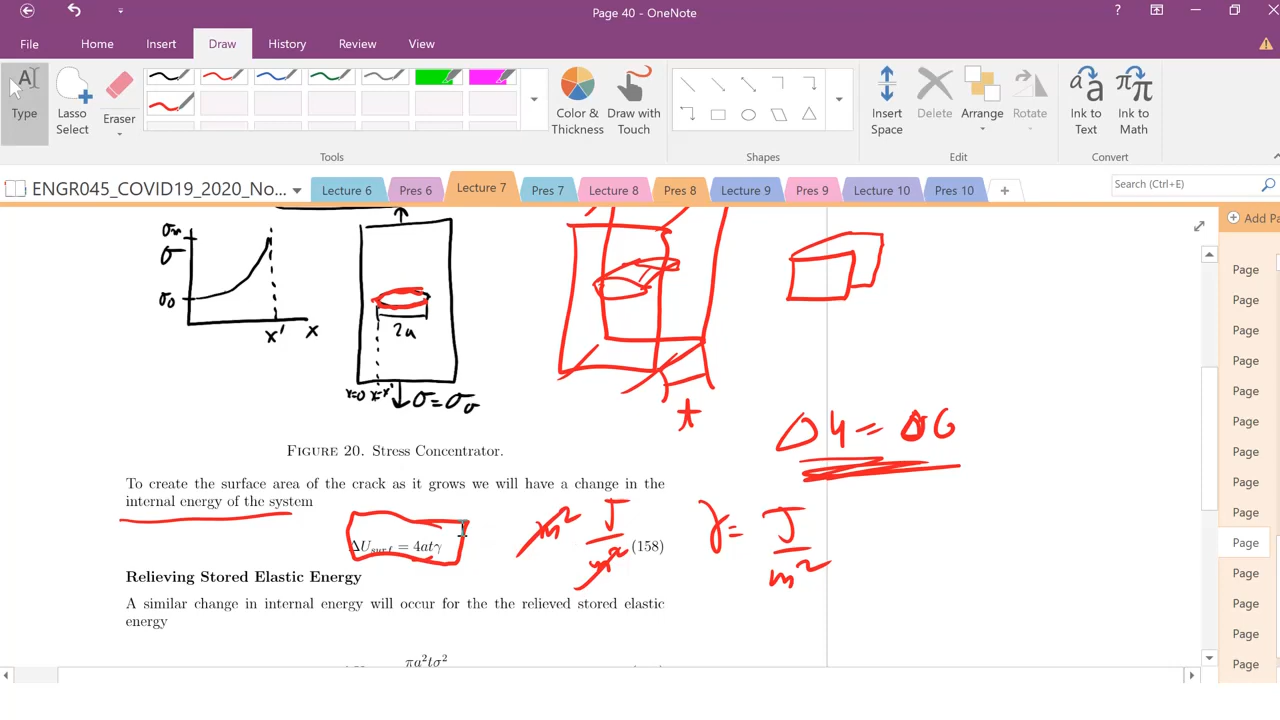 Page 40 - OneNote
?
File
Home
Insert
Draw
History
Review
View
Type
Lasso Select
Eraser
Color & Thickness
Draw with Touch
Insert Space
Delete
Arrange
Rotate
Ink to Text
Ink to Math
Tools
Shapes
Edit
Convert
ENGR045_COVID19_2020_No...
Lecture 6
Pres 6
Lecture 7
Pres 7
Lecture 8
Pres 8
Lecture 9
Pres 9
Lecture 10
Pres 10
Search (Ctrl+E)
Add Pa
Page
Page
Page
Page
Page
Page
Page
Page
Page
Page
Page
Page
Page
Page
σm
σ
σo
x'
x
2a
x=0
x=x'
σ = σo
t
FIGURE 20. Stress Concentrator.
To create the surface area of the crack as it grows we will have a change in the
internal energy of the system
ΔU_surf = 4atγ
(158)
m² J/m²
γ = J/m²
Relieving Stored Elastic Energy
A similar change in internal energy will occur for the the relieved stored elastic
energy
πa²tσ²